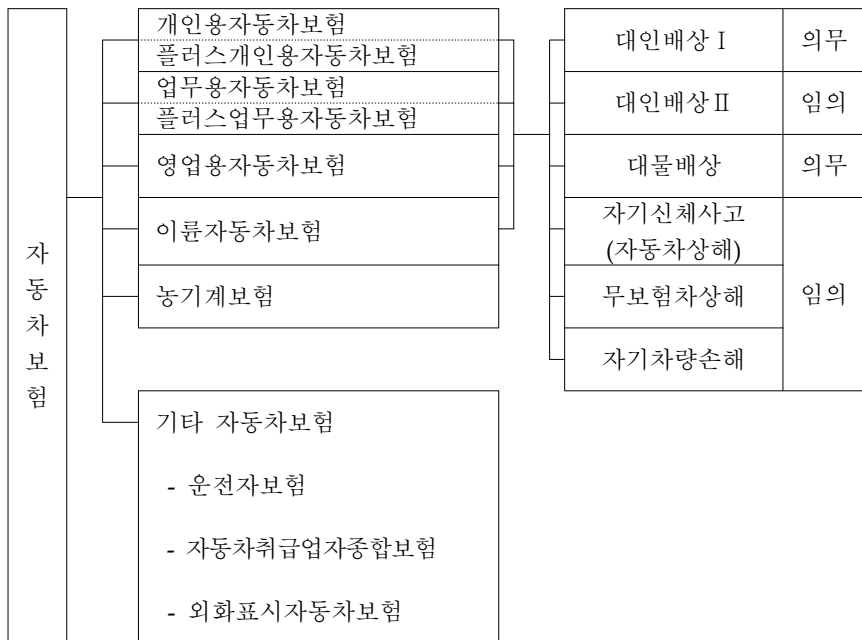 자동차보험
개인용자동차보험
플러스개인용자동차보험
업무용자동차보험
플러스업무용자동차보험
영업용자동차보험
이륜자동차보험
농기계보험
기타 자동차보험
- 운전자보험
- 자동차취급업자종합보험
- 외화표시자동차보험
대인배상Ⅰ 의무
대인배상Ⅱ 임의
대물배상 의무
자기신체사고
(자동차상해)
무보험차상해 임의
자기차량손해